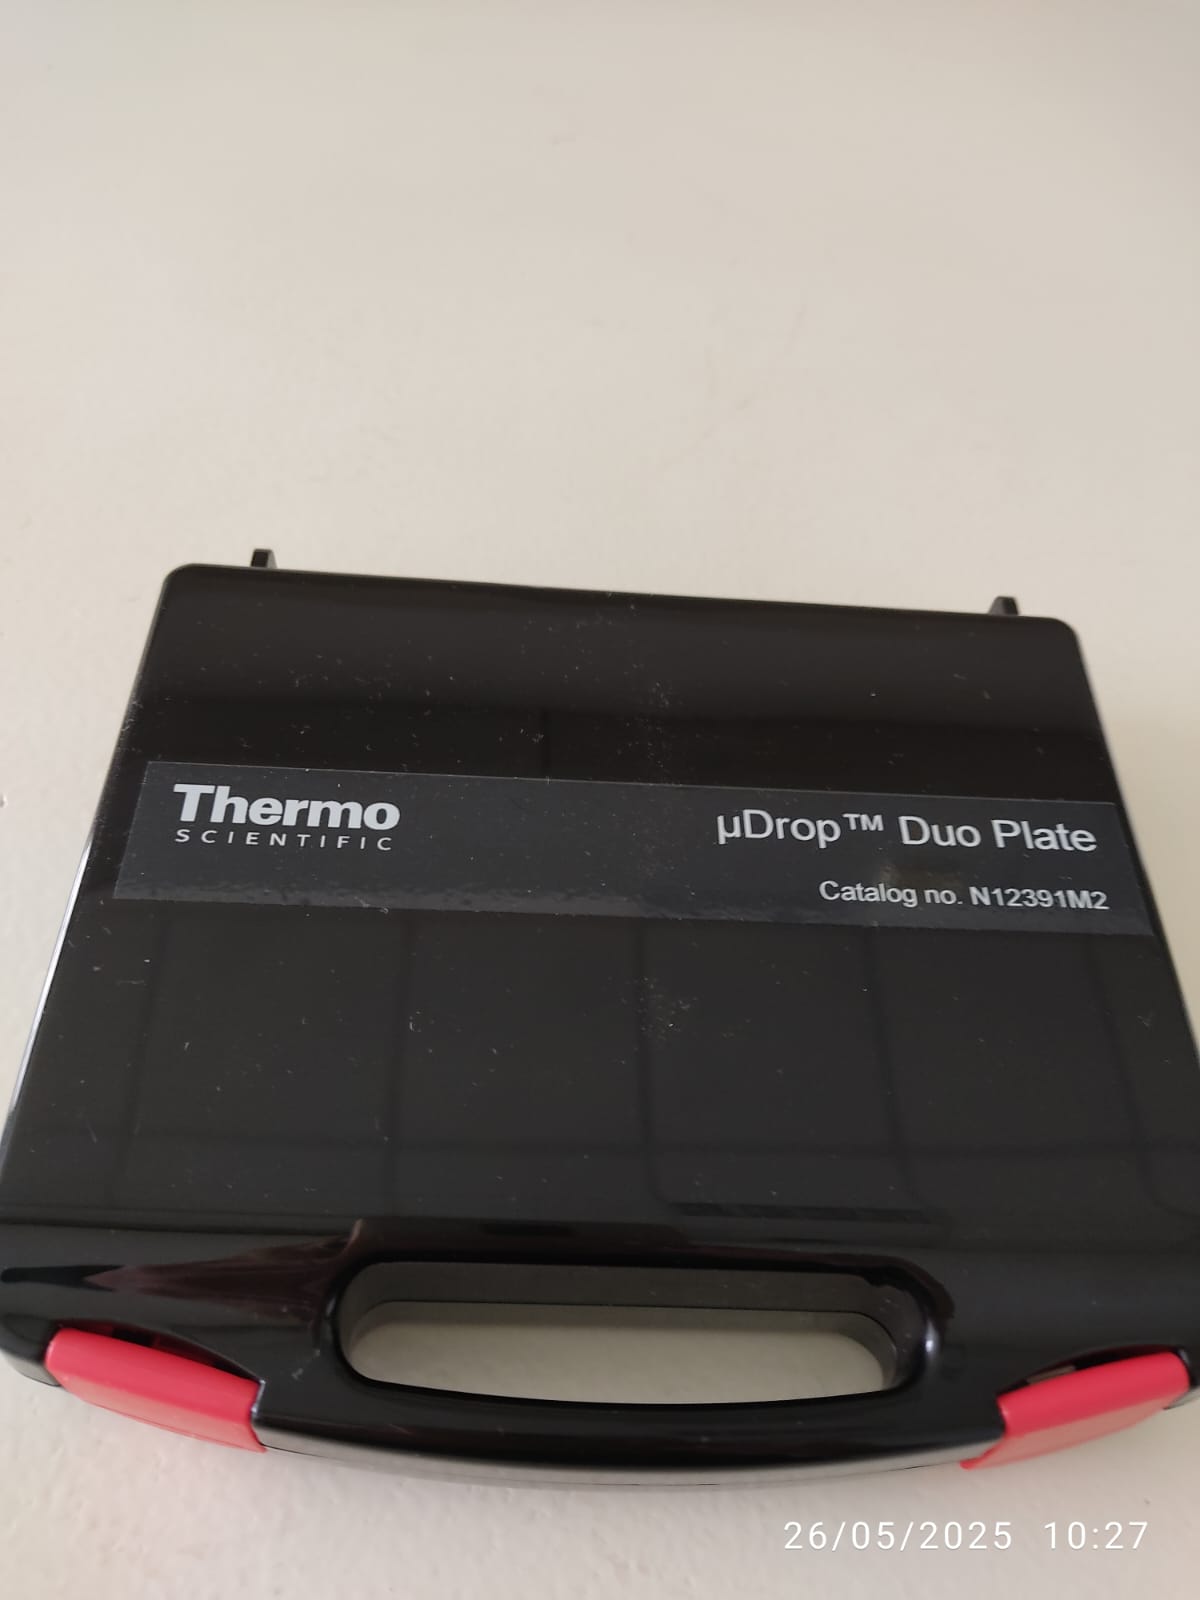 Thermo
SCIENTIFIC
µDrop™ Duo Plate
Catalog no. N12391M2
26/05/2025 10:27